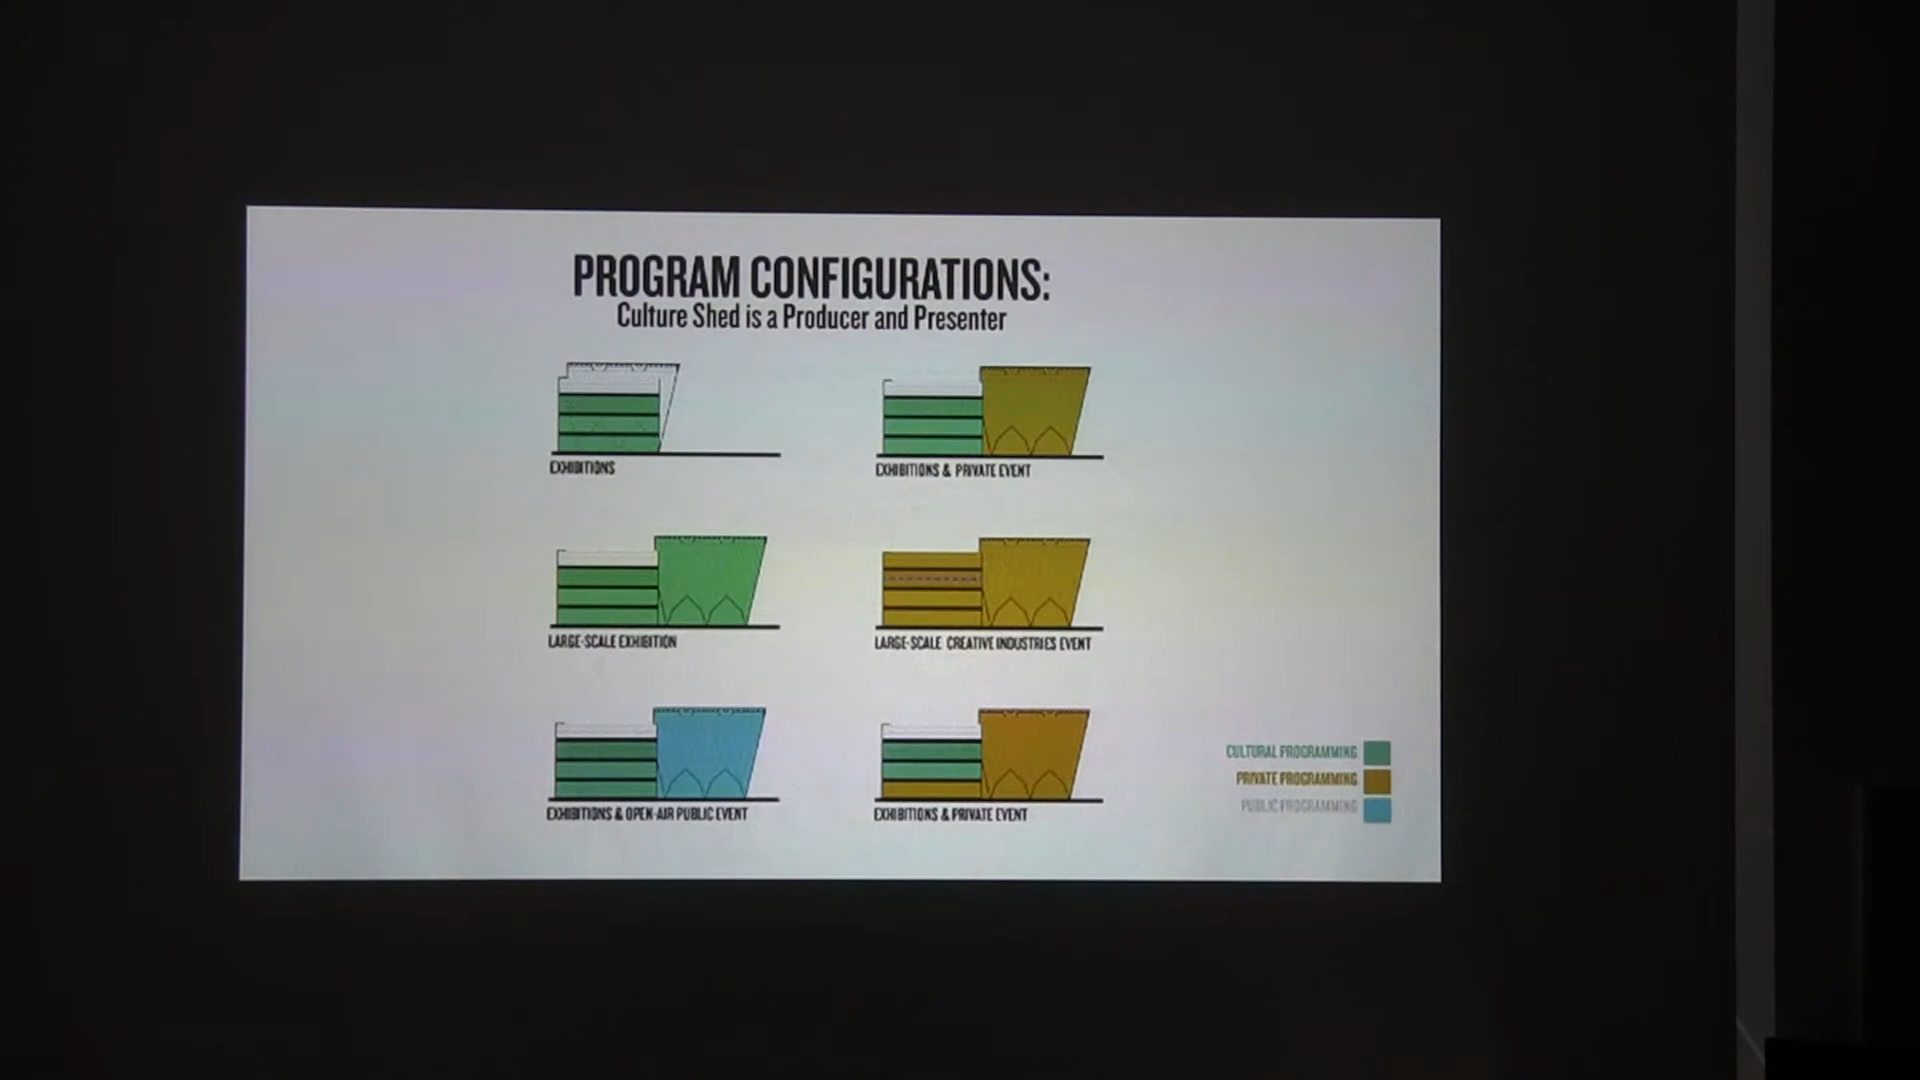 PROGRAM CONFIGURATIONS:
Culture Shed is a Producer and Presenter
EXHIBITIONS
EXHIBITIONS & PRIVATE EVENT
LARGE-SCALE EXHIBITION
LARGE-SCALE CREATIVE INDUSTRIES EVENT
EXHIBITIONS & OPEN-AIR PUBLIC EVENT
EXHIBITIONS & PRIVATE EVENT
CULTURAL PROGRAMMING
PRIVATE PROGRAMMING
PUBLIC PROGRAMMING